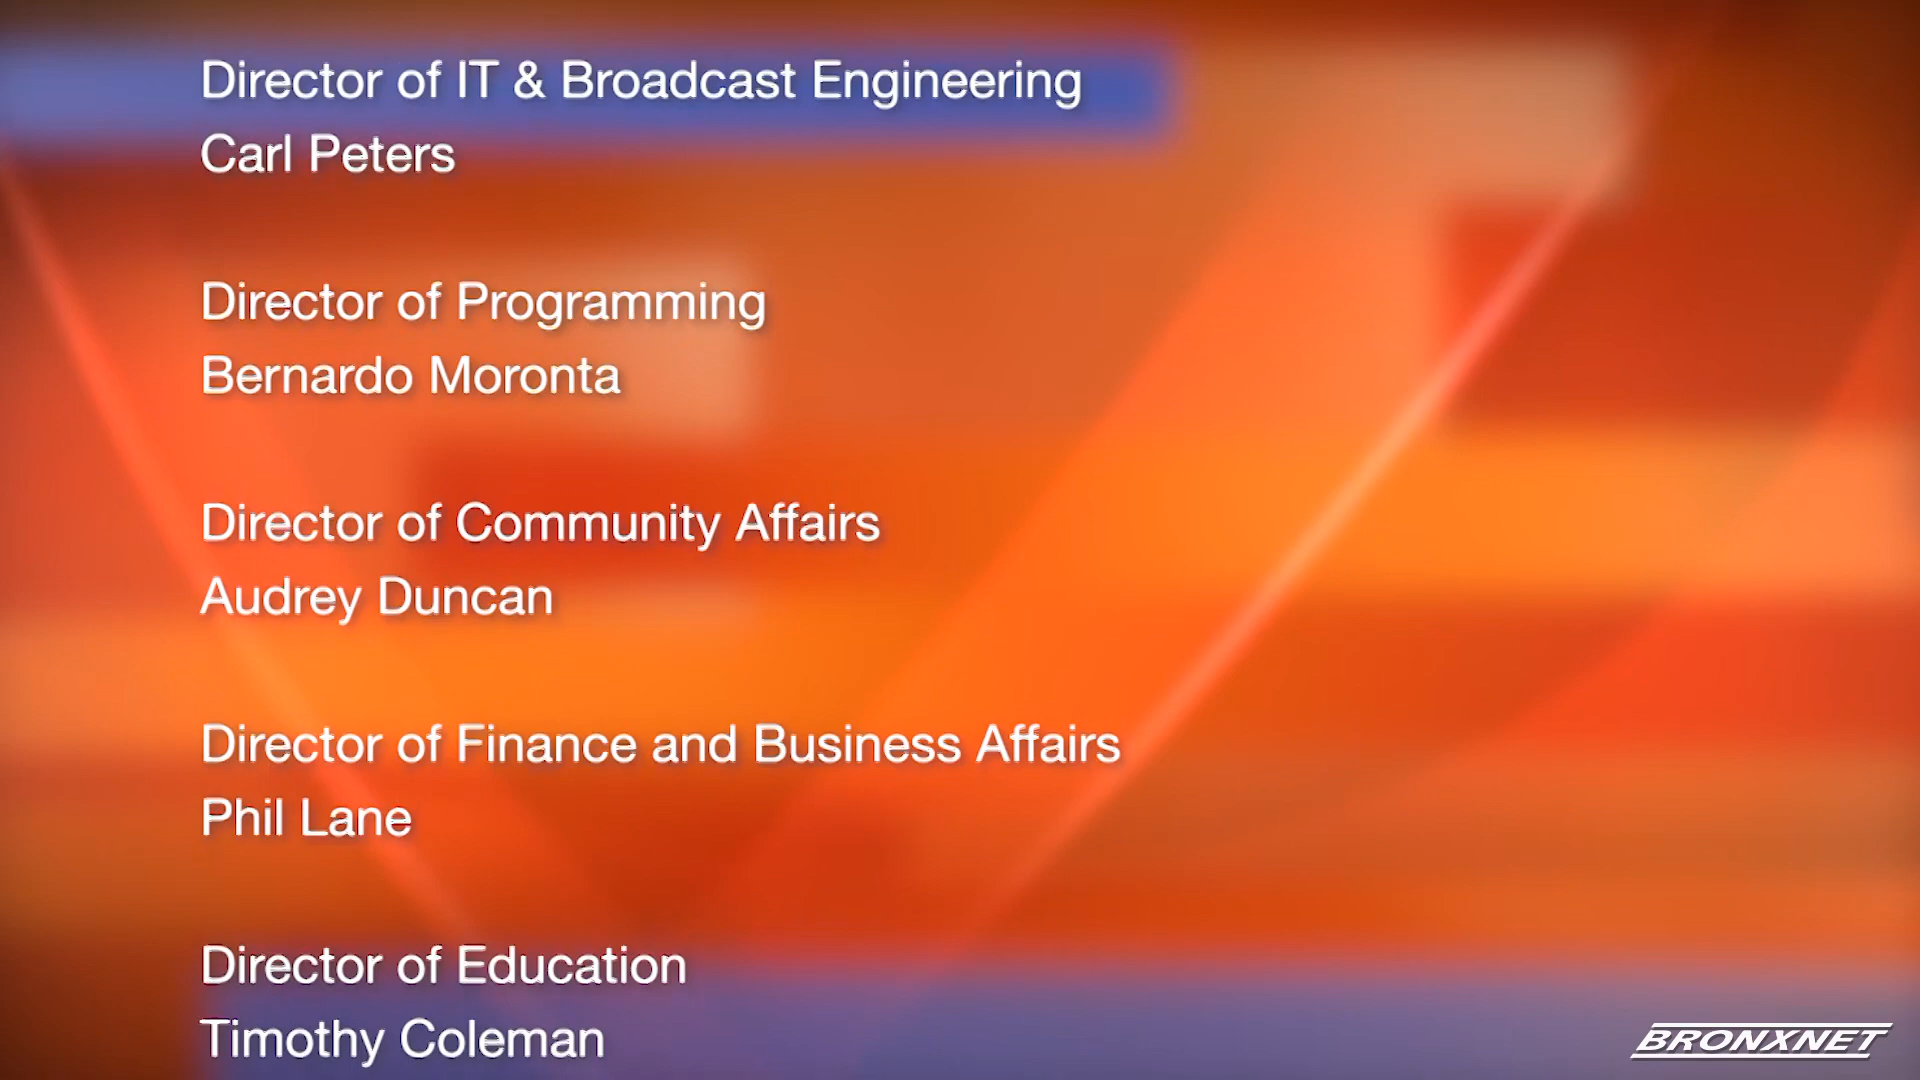 Director of IT & Broadcast Engineering
Carl Peters
Director of Programming
Bernardo Moronta
Director of Community Affairs
Audrey Duncan
Director of Finance and Business Affairs
Phil Lane
Director of Education
Timothy Coleman
BRONXNET